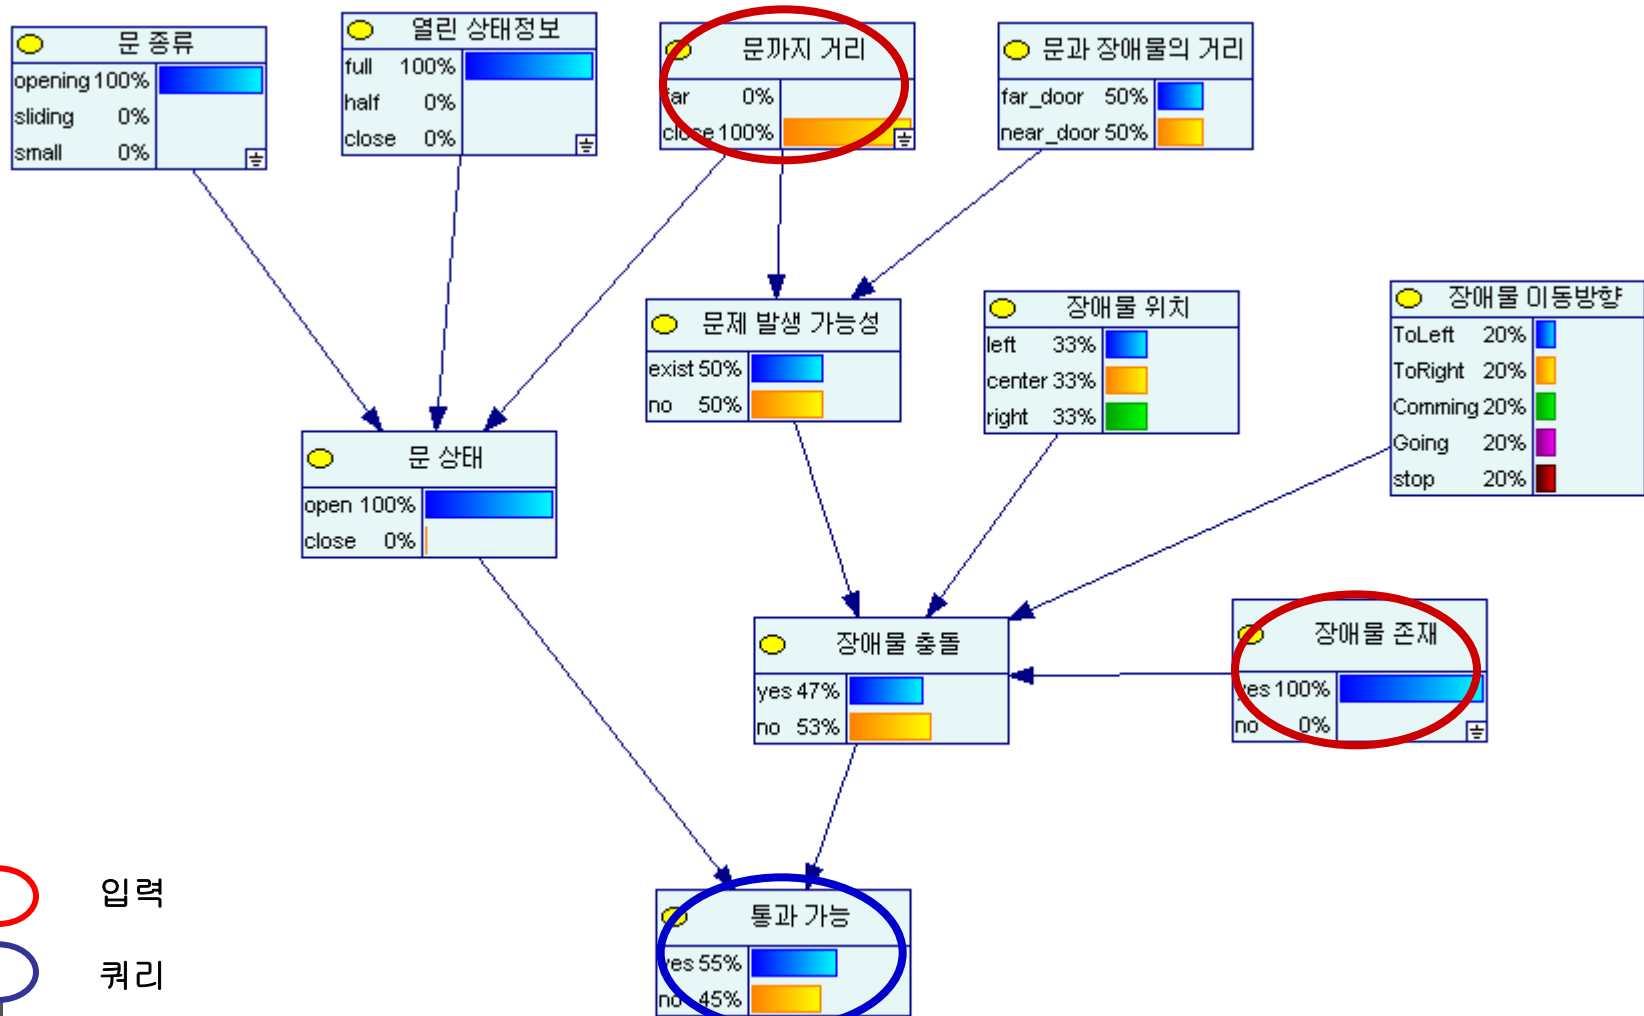 문 종류
opening 100%
sliding 0%
small 0%
열린 상태정보
full 100%
half 0%
close 0%
문까지 거리
far 0%
close 100%
문과 장애물의 거리
far_door 50%
near_door 50%
문제 발생 가능성
exist 50%
no 50%
장애물 위치
left 33%
center 33%
right 33%
장애물 이동방향
ToLeft 20%
ToRight 20%
Comming 20%
Going 20%
stop 20%
문 상태
open 100%
close 0%
장애물 충돌
yes 47%
no 53%
장애물 존재
yes 100%
no 0%
통과 가능
yes 55%
no 45%
입력
쿼리